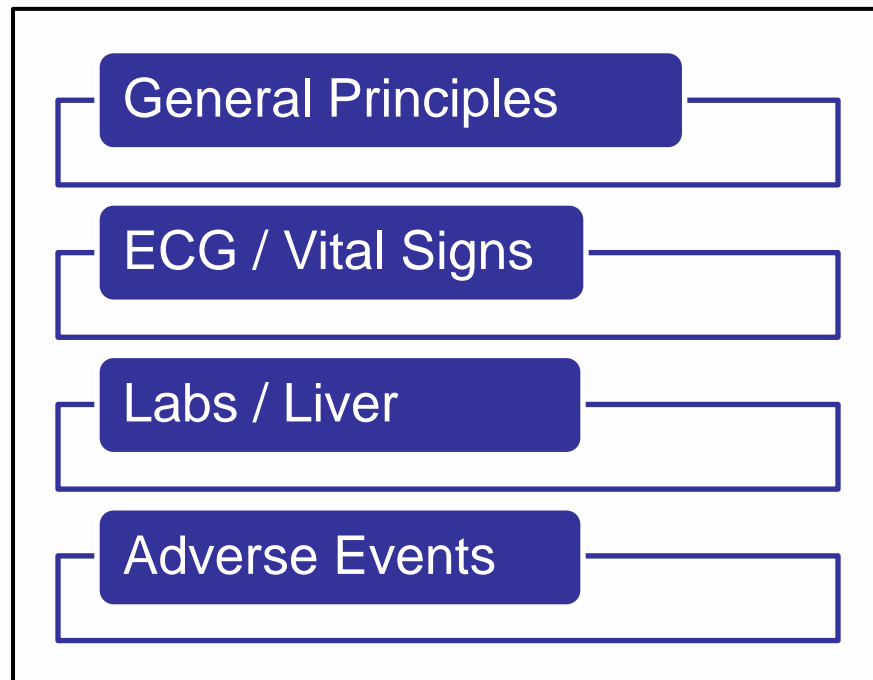 General Principles
ECG / Vital Signs
Labs / Liver
Adverse Events